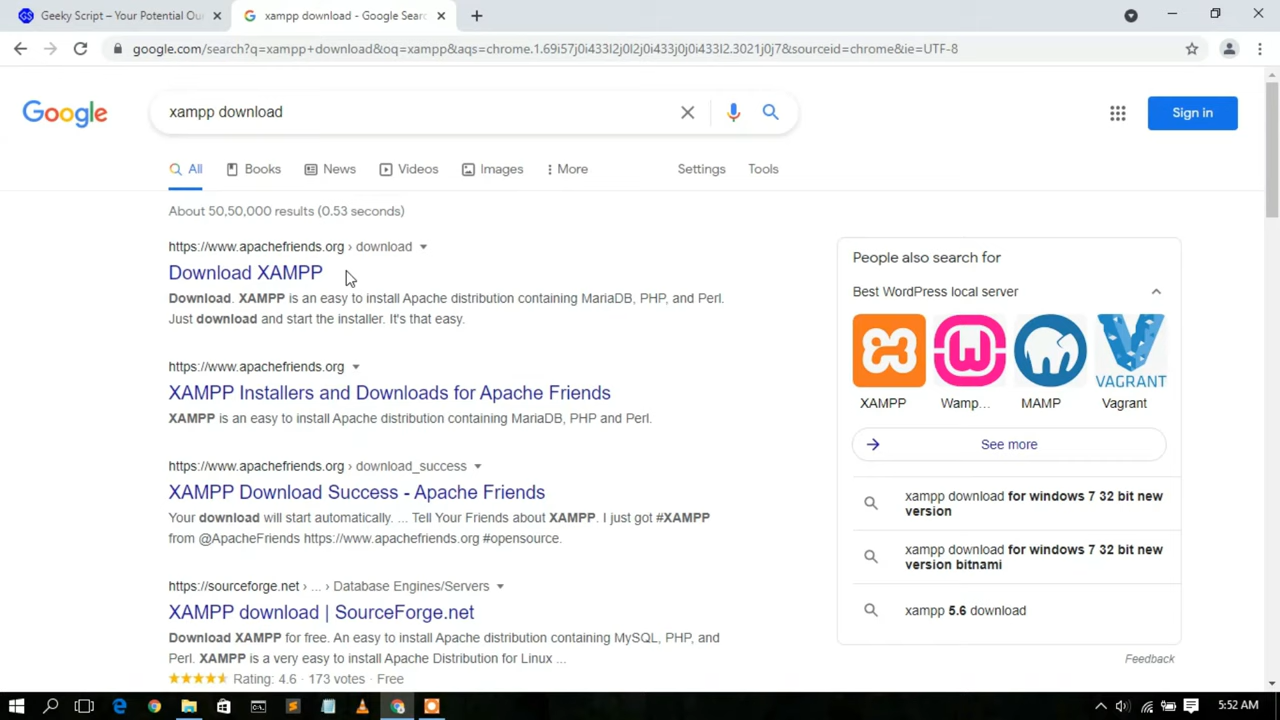 Geeky Script – Your Potential Ou
xampp download - Google Sear
google.com/search?q=xampp+download&oq=xampp&aqs=chrome.1.69i57j0i433l2j0l2j0i433j0j0i433l2.3021j0j7&sourceid=chrome&ie=UTF-8
Google
xampp download
Sign in
All
Books
News
Videos
Images
More
Settings
Tools
About 50,50,000 results (0.53 seconds)
https://www.apachefriends.org › download
Download XAMPP
Download. XAMPP is an easy to install Apache distribution containing MariaDB, PHP, and Perl.
Just download and start the installer. It's that easy.
https://www.apachefriends.org
XAMPP Installers and Downloads for Apache Friends
XAMPP is an easy to install Apache distribution containing MariaDB, PHP and Perl.
https://www.apachefriends.org › download_success
XAMPP Download Success - Apache Friends
Your download will start automatically. ... Tell Your Friends about XAMPP. I just got #XAMPP
from @ApacheFriends https://www.apachefriends.org #opensource.
https://sourceforge.net › ... › Database Engines/Servers
XAMPP download | SourceForge.net
Download XAMPP for free. An easy to install Apache distribution containing MySQL, PHP, and
Perl. XAMPP is a very easy to install Apache Distribution for Linux ...
Rating: 4.6 · 173 votes · Free
People also search for
Best WordPress local server
VAGRANT
XAMPP
Wamp...
MAMP
Vagrant
See more
xampp download for windows 7 32 bit new
version
xampp download for windows 7 32 bit new
version bitnami
xampp 5.6 download
Feedback
5:52 AM